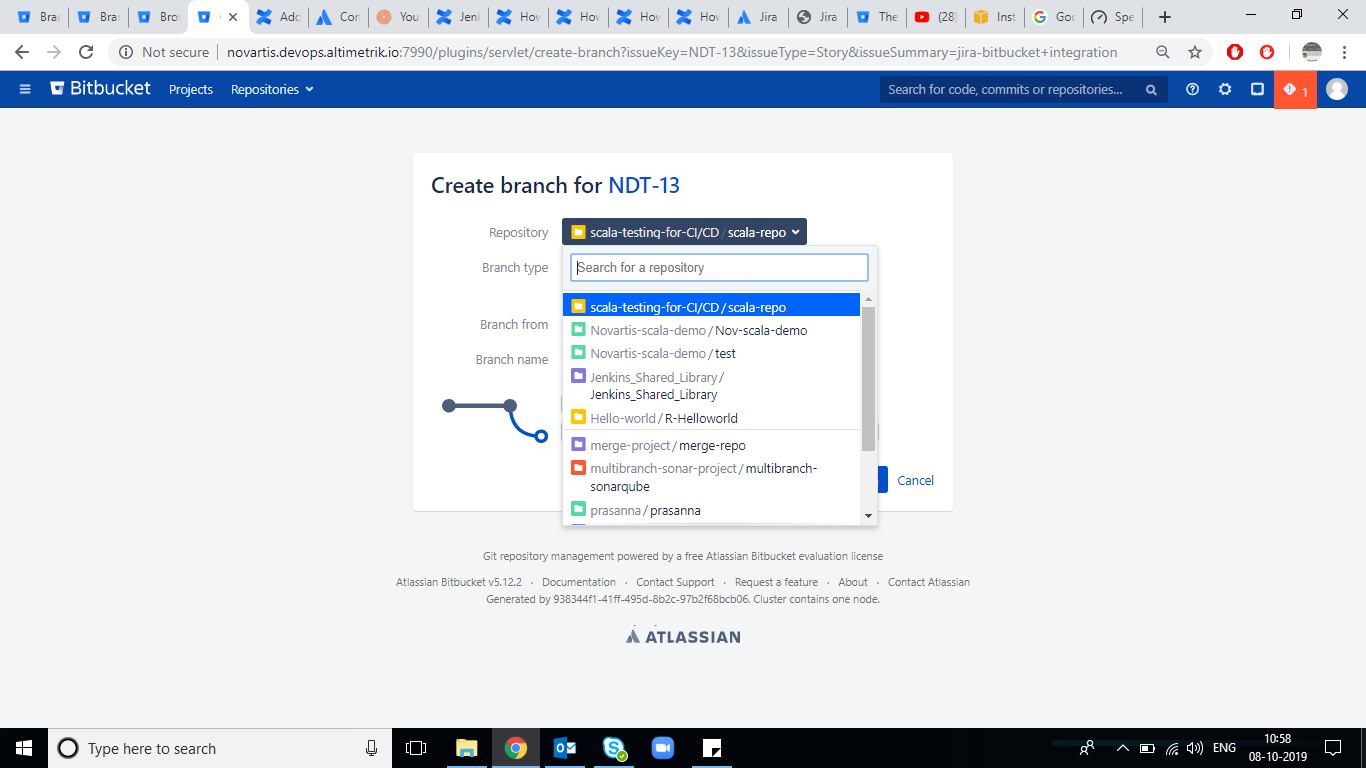 Bran
Bran
Bro
Add
Con
You
Jenk
How
How
How
How
Jira
Jira
The
(28)
Inst
Goo
Spe
Not secure
novartis.devops.altimetrik.io:7990/plugins/servlet/create-branch?issueKey=NDT-13&issueType=Story&issueSummary=jira-bitbucket+integration
Bitbucket
Projects
Repositories
Search for code, commits or repositories...
1
Create branch for NDT-13
Repository
scala-testing-for-CI/CD / scala-repo
Branch type
Search for a repository
scala-testing-for-CI/CD / scala-repo
Branch from
Novartis-scala-demo / Nov-scala-demo
Branch name
Novartis-scala-demo / test
Jenkins_Shared_Library /
Jenkins_Shared_Library
Hello-world / R-Helloworld
merge-project / merge-repo
multibranch-sonar-project / multibranch-
sonarqube
prasanna / prasanna
Cancel
Git repository management powered by a free Atlassian Bitbucket evaluation license
Atlassian Bitbucket v5.12.2 · Documentation · Contact Support · Request a feature · About · Contact Atlassian
Generated by 938344f1-41ff-495d-8b2c-97b2f68bcb06. Cluster contains one node.
ATLASSIAN
Type here to search
ENG
10:58
08-10-2019